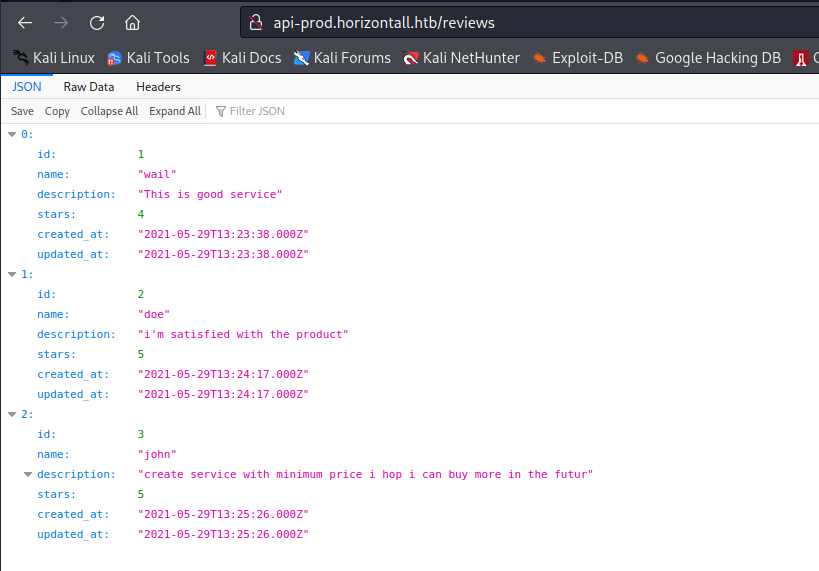 api-prod.horizontall.htb/reviews
Kali Linux Kali Tools Kali Docs Kali Forums Kali NetHunter Exploit-DB Google Hacking DB
JSON Raw Data Headers
Save Copy Collapse All Expand All Filter JSON
0:
id: 1
name: "wail"
description: "This is good service"
stars: 4
created_at: "2021-05-29T13:23:38.000Z"
updated_at: "2021-05-29T13:23:38.000Z"
1:
id: 2
name: "doe"
description: "i'm satisfied with the product"
stars: 5
created_at: "2021-05-29T13:24:17.000Z"
updated_at: "2021-05-29T13:24:17.000Z"
2:
id: 3
name: "john"
description: "create service with minimum price i hop i can buy more in the futur"
stars: 5
created_at: "2021-05-29T13:25:26.000Z"
updated_at: "2021-05-29T13:25:26.000Z"